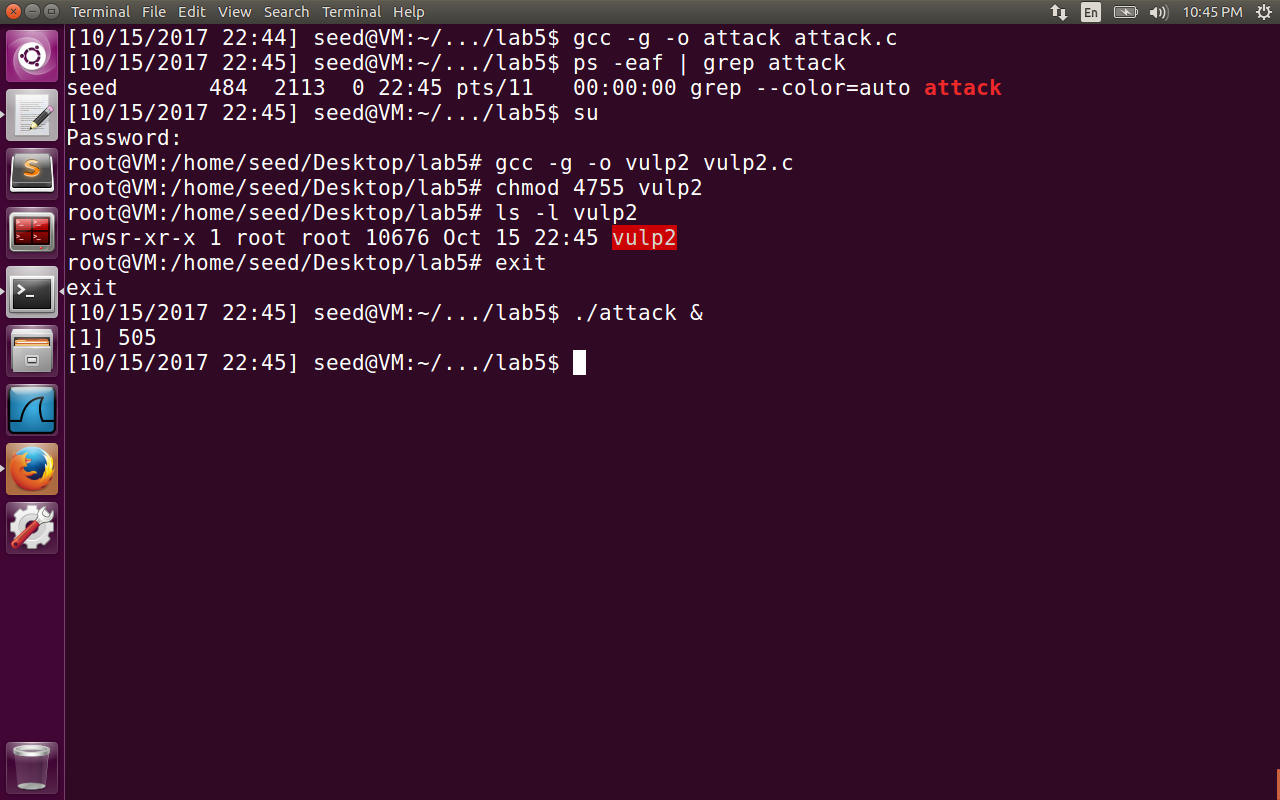 Terminal File Edit View Search Terminal Help En 10:45 PM
[10/15/2017 22:44] seed@VM:~/.../lab5$ gcc -g -o attack attack.c
[10/15/2017 22:45] seed@VM:~/.../lab5$ ps -eaf | grep attack
seed       484  2113  0 22:45 pts/11   00:00:00 grep --color=auto attack
[10/15/2017 22:45] seed@VM:~/.../lab5$ su
Password:
root@VM:/home/seed/Desktop/lab5# gcc -g -o vulp2 vulp2.c
root@VM:/home/seed/Desktop/lab5# chmod 4755 vulp2
root@VM:/home/seed/Desktop/lab5# ls -l vulp2
-rwsr-xr-x 1 root root 10676 Oct 15 22:45 vulp2
root@VM:/home/seed/Desktop/lab5# exit
exit
[10/15/2017 22:45] seed@VM:~/.../lab5$ ./attack &
[1] 505
[10/15/2017 22:45] seed@VM:~/.../lab5$